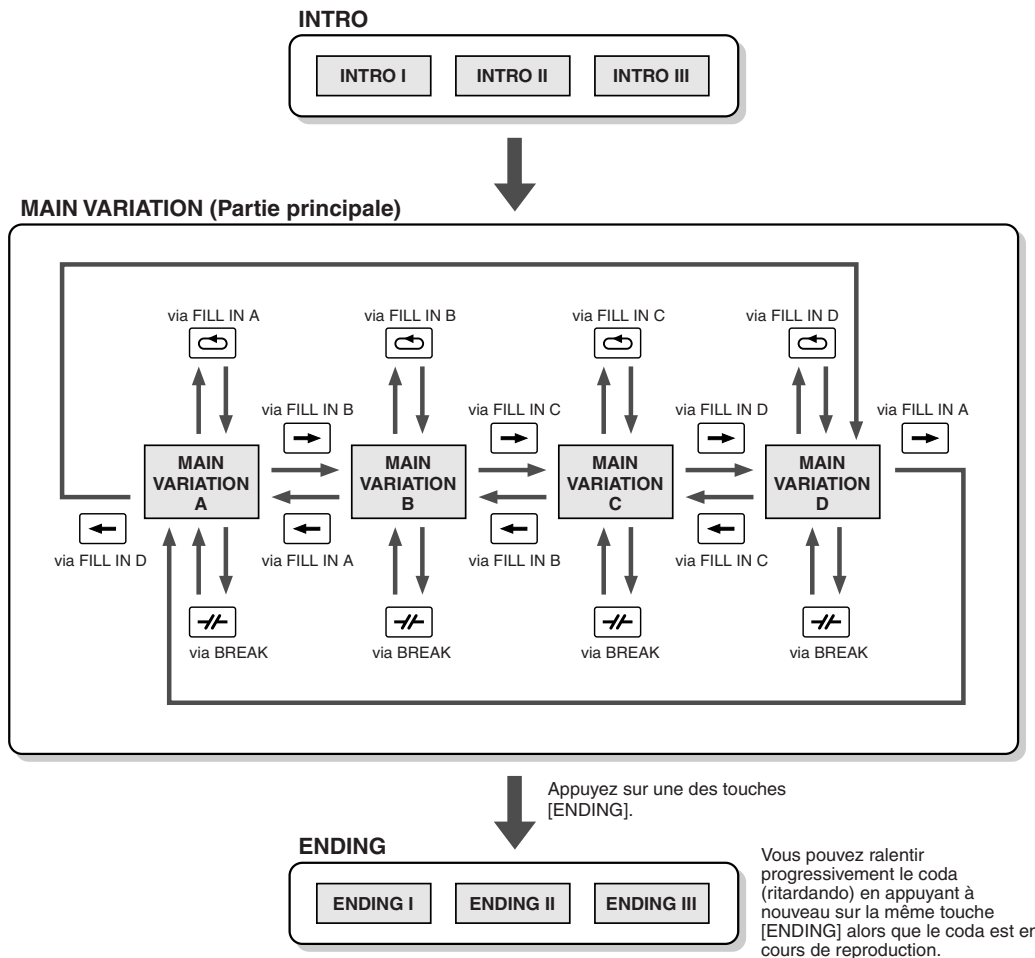 INTRO
INTRO I
INTRO II
INTRO III
MAIN VARIATION (Partie principale)
via FILL IN A
via FILL IN B
via FILL IN C
via FILL IN D
via FILL IN B
via FILL IN C
via FILL IN D
via FILL IN A
MAIN
VARIATION
A
MAIN
VARIATION
B
MAIN
VARIATION
C
MAIN
VARIATION
D
via FILL IN D
via FILL IN A
via FILL IN B
via FILL IN C
via BREAK
via BREAK
via BREAK
via BREAK
Appuyez sur une des touches
[ENDING].
ENDING
ENDING I
ENDING II
ENDING III
Vous pouvez ralentir
progressivement le coda
(ritardando) en appuyant à
nouveau sur la même touche
[ENDING] alors que le coda est en
cours de reproduction.